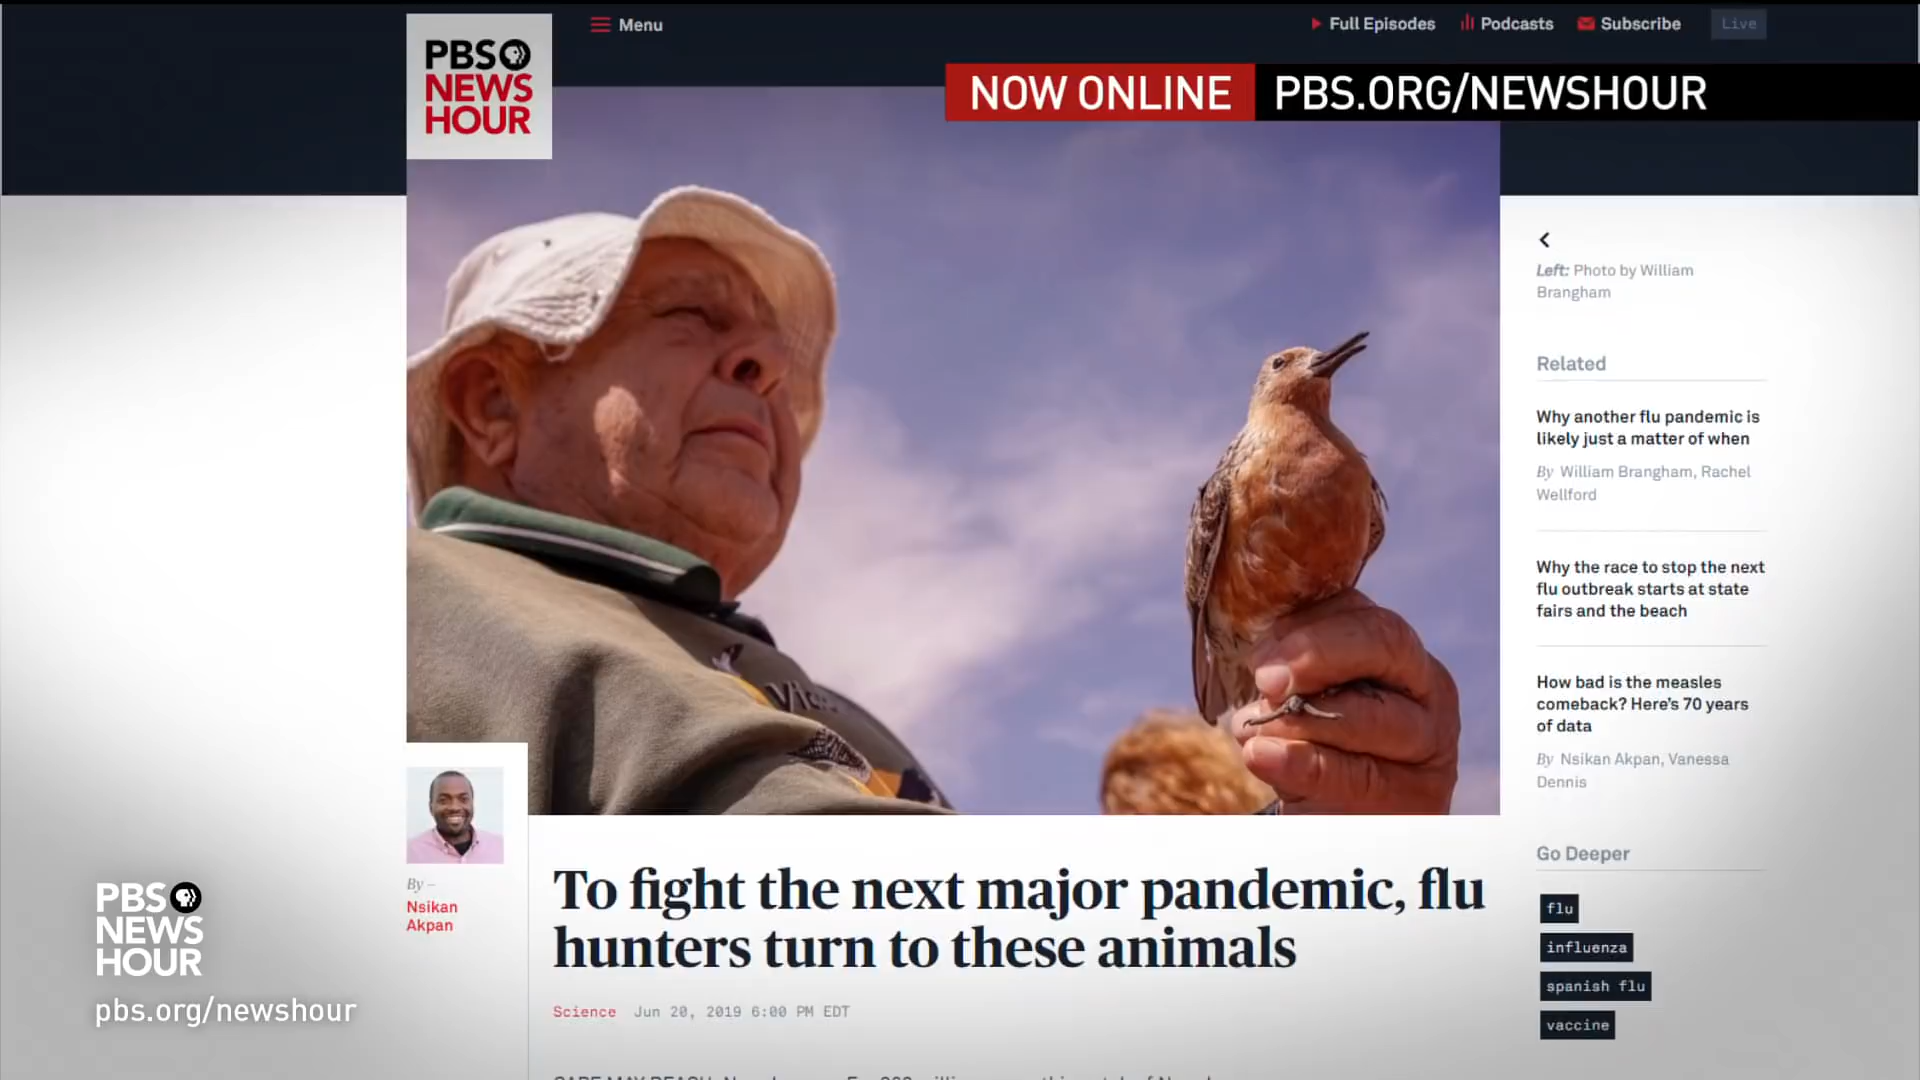 PBS
NEWS
HOUR
Menu
Full Episodes
Podcasts
Subscribe
Live
NOW ONLINE
PBS.ORG/NEWSHOUR
Left: Photo by William
Brangham
Related
Why another flu pandemic is
likely just a matter of when
By William Brangham, Rachel
Wellford
Why the race to stop the next
flu outbreak starts at state
fairs and the beach
How bad is the measles
comeback? Here's 70 years
of data
By Nsikan Akpan, Vanessa
Dennis
Go Deeper
flu
influenza
spanish flu
vaccine
By –
Nsikan
Akpan
To fight the next major pandemic, flu
hunters turn to these animals
Science Jun 20, 2019 6:00 PM EDT
PBS
NEWS
HOUR
pbs.org/newshour